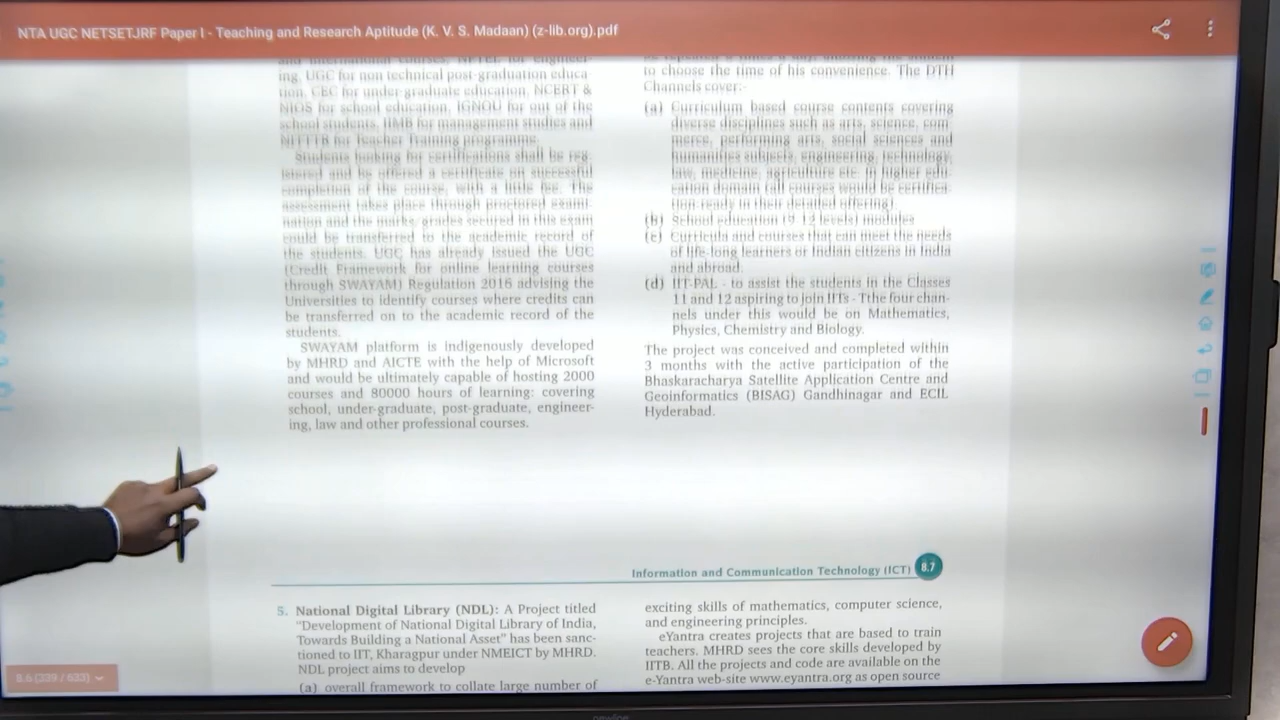 NTA UGC NETSETJRF Paper I - Teaching and Research Aptitude (K. V. S. Madaan) (z-lib.org).pdf
and International courses, NPTEL for engineer-
ing, UGC for non technical post-graduation educa
tion, CEC for under-graduate education, NCERT &
NIOS for school education, IGNOU for out of the
school students, IIMB for management studies and
NITTTR for Teacher Training programme.
Students looking for certifications shall be reg-
istered and be offered a certificate on successful
completion of the course, with a little fee. The
assessment takes place through proctored exami-
nation and the marks/grades secured in this exam
could be transferred to the academic record of
the students. UGC has already issued the UGC
(Credit Framework for online learning courses
through SWAYAM) Regulation 2016 advising the
Universities to identify courses where credits can
be transferred on to the academic record of the
students.
SWAYAM platform is indigenously developed
by MHRD and AICTE with the help of Microsoft
and would be ultimately capable of hosting 2000
courses and 80000 hours of learning: covering
school, under-graduate, post-graduate, engineer-
ing, law and other professional courses.
to choose the time of his convenience. The DTH
Channels cover:-
(a) Curriculum based course contents covering
diverse disciplines such as arts, science, com-
merce, performing arts, social sciences and
humanities subjects, engineering, technology,
law, medicine, agriculture etc. in higher edu-
cation domain (all courses would be certifica-
tion-ready in their detailed offering).
(b) School education (9-12 levels) modules
(c) Curricula and courses that can meet the needs
of life-long learners or Indian citizens in India
and abroad.
(d) IIT-PAL - to assist the students in the Classes
11 and 12 aspiring to join IITs - Tthe four chan-
nels under this would be on Mathematics,
Physics, Chemistry and Biology.
The project was conceived and completed within
3 months with the active participation of the
Bhaskaracharya Satellite Application Centre and
Geoinformatics (BISAG) Gandhinagar and ECIL
Hyderabad.
Information and Communication Technology (ICT) 8.7
5. National Digital Library (NDL): A Project titled
"Development of National Digital Library of India,
Towards Building a National Asset" has been sanc-
tioned to IIT, Kharagpur under NMEICT by MHRD.
NDL project aims to develop
(a) overall framework to collate large number of
exciting skills of mathematics, computer science,
and engineering principles.
eYantra creates projects that are based to train
teachers. MHRD sees the core skills developed by
IITB. All the projects and code are available on the
e-Yantra web-site www.eyantra.org as open source
8.6 (339 / 633)
newline